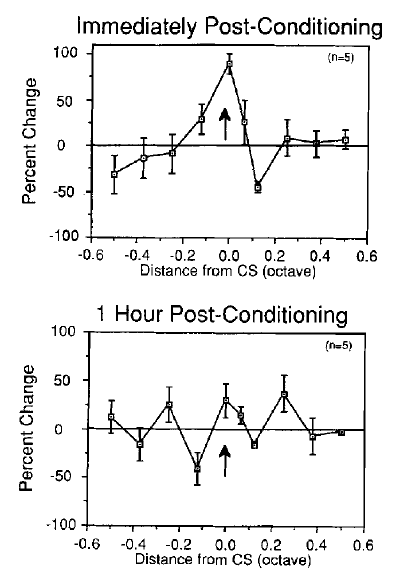 Immediately Post-Conditioning
(n=5)
Percent Change
100
50
0
-50
-100
-0.6 -0.4 -0.2 0.0 0.2 0.4 0.6
Distance from CS (octave)
1 Hour Post-Conditioning
(n=5)
Percent Change
100
50
0
-50
-100
-0.6 -0.4 -0.2 0.0 0.2 0.4 0.6
Distance from CS (octave)